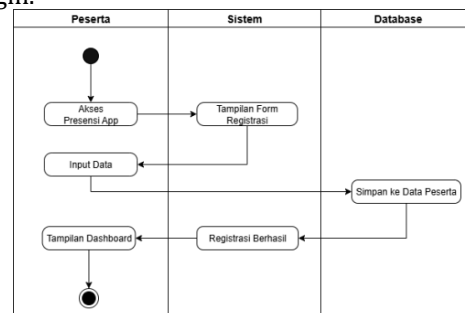 Peserta
Sistem
Database
Akses
Presensi App
Tampilan Form
Registrasi
Input Data
Simpan ke Data Peserta
Registrasi Berhasil
Tampilan Dashboard